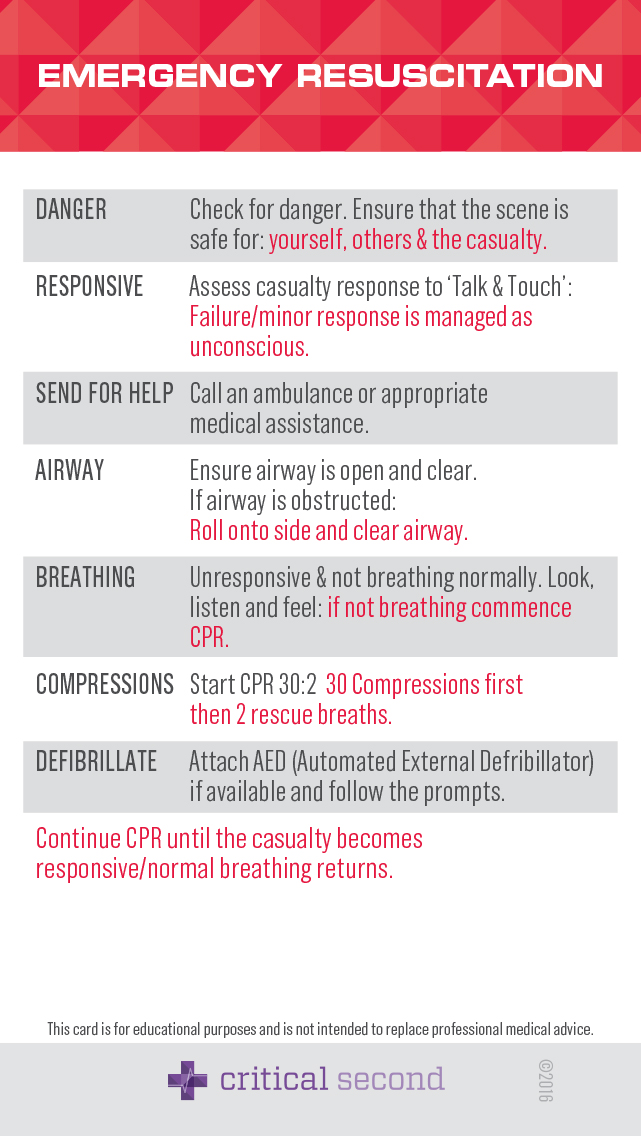 EMERGENCY RESUSCITATION
DANGER Check for danger. Ensure that the scene is
safe for: yourself, others & the casualty.
RESPONSIVE Assess casualty response to ‘Talk & Touch’:
Failure/minor response is managed as
unconscious.
SEND FOR HELP Call an ambulance or appropriate
medical assistance.
AIRWAY Ensure airway is open and clear.
If airway is obstructed:
Roll onto side and clear airway.
BREATHING Unresponsive & not breathing normally. Look,
listen and feel: if not breathing commence
CPR.
COMPRESSIONS Start CPR 30:2 30 Compressions first
then 2 rescue breaths.
DEFIBRILLATE Attach AED (Automated External Defribillator)
if available and follow the prompts.
Continue CPR until the casualty becomes
responsive/normal breathing returns.
This card is for educational purposes and is not intended to replace professional medical advice.
critical second
©2016